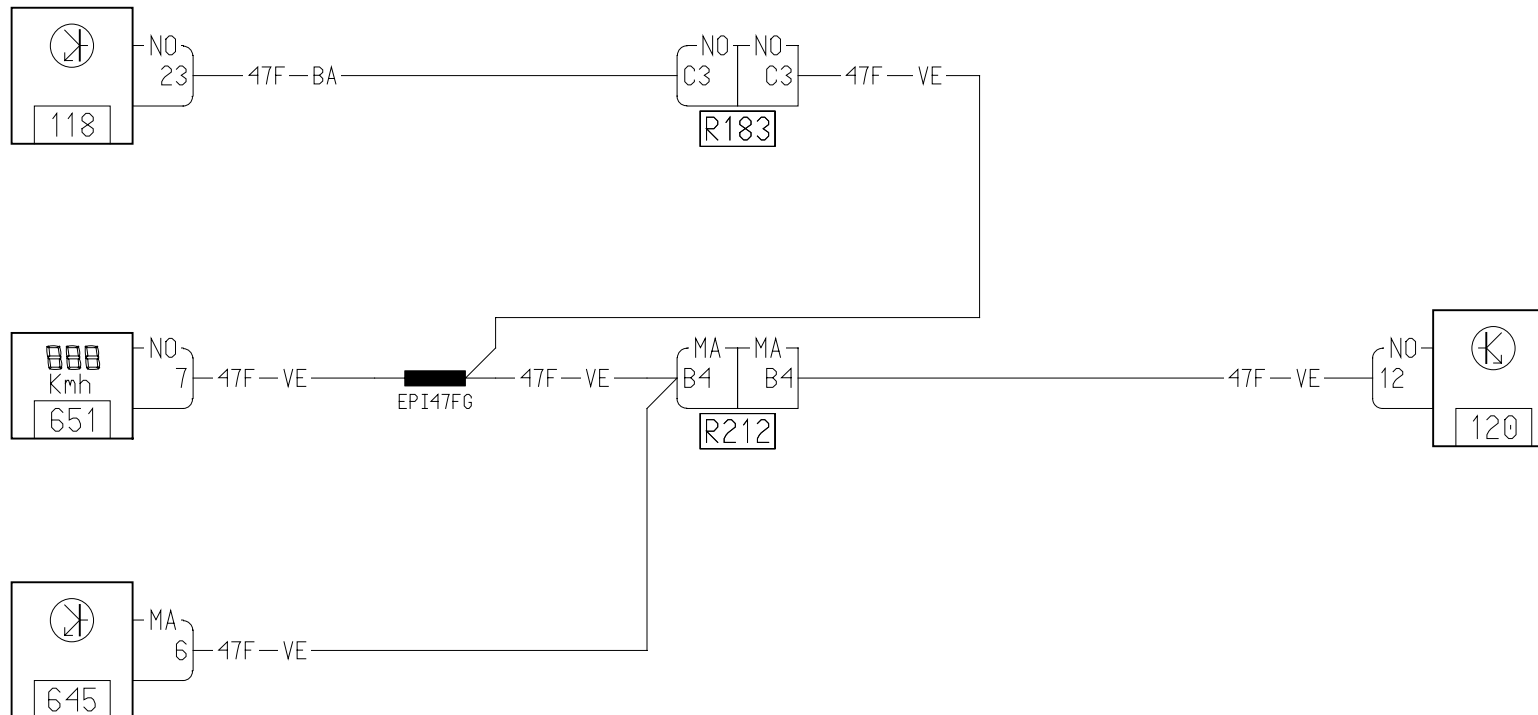 NO NO NO
23 47F BA C3 C3 47F VE
118 R183
NO MA MA NO
Kmh 7 47F VE 47F VE B4 B4 47F VE 12
651 EPI47FG R212 120
MA
6 47F VE
645